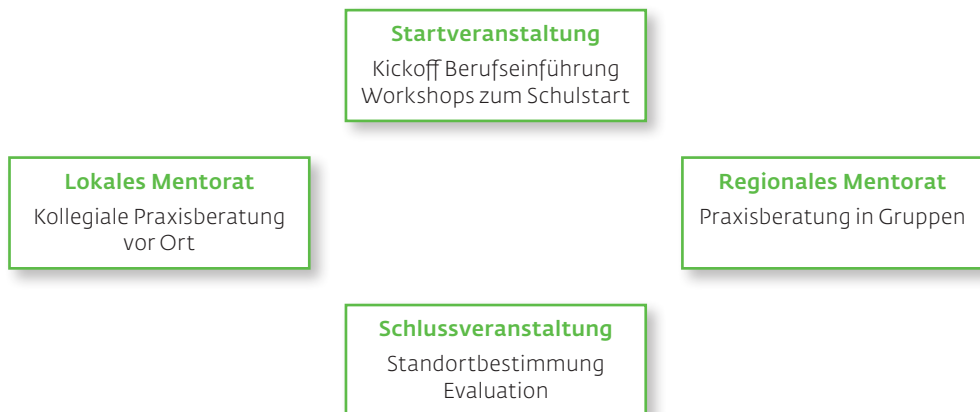 Startveranstaltung
Kickoff Berufseinführung
Workshops zum Schulstart
Lokales Mentorat
Kollegiale Praxisberatung
vor Ort
Regionales Mentorat
Praxisberatung in Gruppen
Schlussveranstaltung
Standortbestimmung
Evaluation